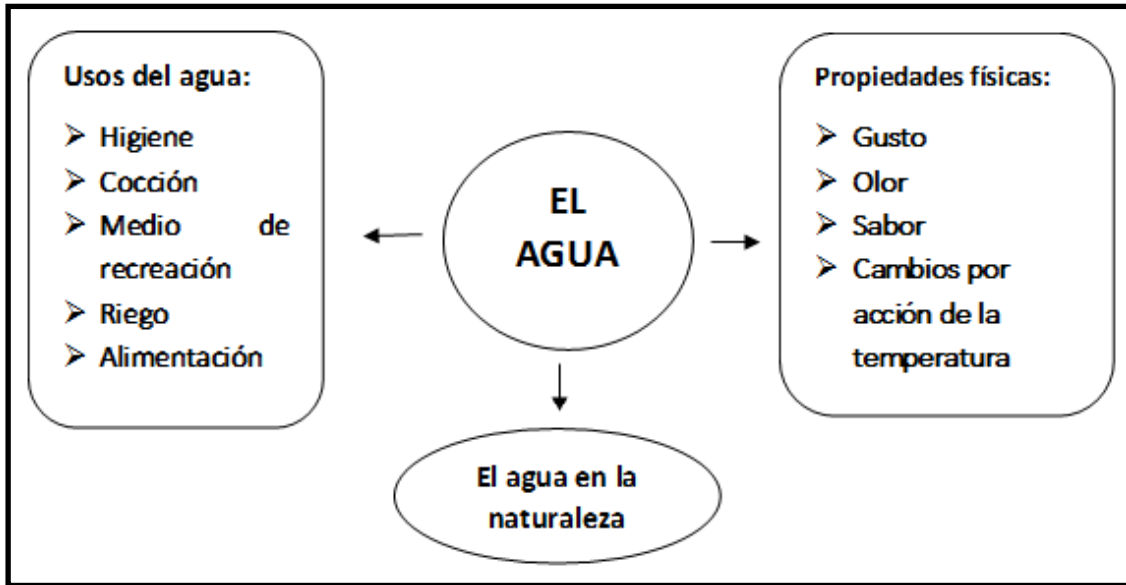 Usos del agua:
➢ Higiene
➢ Cocción
➢ Medio de
recreación
➢ Riego
➢ Alimentación
EL
AGUA
Propiedades físicas:
➢ Gusto
➢ Olor
➢ Sabor
➢ Cambios por
acción de la
temperatura
El agua en la
naturaleza